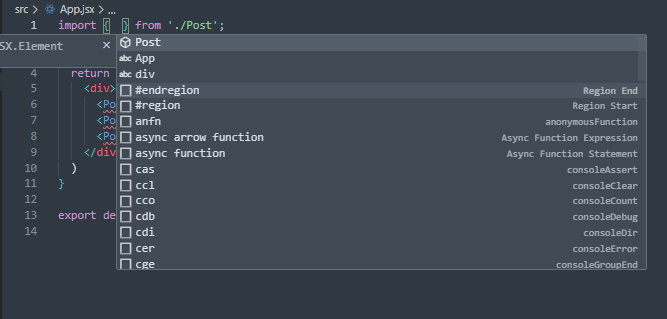 src > App.jsx > ...
1 import { } from './Post';
SX.Element ×
Post
abc App
abc div
#endregion Region End
#region Region Start
anfn anonymousFunction
async arrow function Async Function Expression
async function Async Function Statement
cas consoleAssert
ccl consoleClear
cco consoleCount
cdb consoleDebug
cdi consoleDir
cer consoleError
cge consoleGroupEnd
4 return
5 <div>
6 <Po
7 <Po
8 <Po
9 </div
10 )
11 }
12
13 export de
14